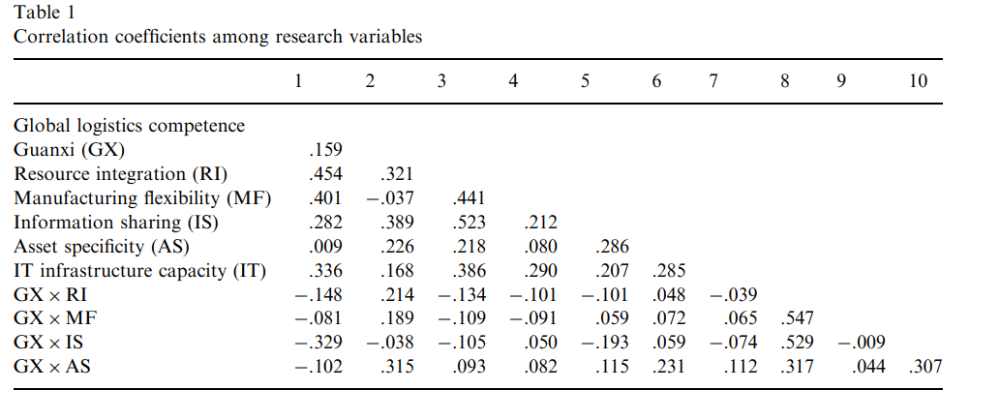 Table 1
Correlation coefficients among research variables
1 2 3 4 5 6 7 8 9 10
Global logistics competence
Guanxi (GX) .159
Resource integration (RI) .454 .321
Manufacturing flexibility (MF) .401 −.037 .441
Information sharing (IS) .282 .389 .523 .212
Asset specificity (AS) .009 .226 .218 .080 .286
IT infrastructure capacity (IT) .336 .168 .386 .290 .207 .285
GX × RI −.148 .214 −.134 −.101 −.101 .048 −.039
GX × MF −.081 .189 −.109 −.091 .059 .072 .065 .547
GX × IS −.329 −.038 −.105 .050 −.193 .059 −.074 .529 −.009
GX × AS −.102 .315 .093 .082 .115 .231 .112 .317 .044 .307